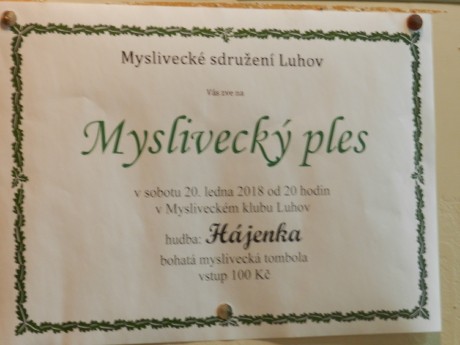 Myslivecké sdružení Luhov
Vás zve na
Myslivecký ples
v sobotu 20. ledna 2018 od 20 hodin
v Mysliveckém klubu Luhov
hudba: Hájenka
bohatá myslivecká tombola
vstup 100 Kč